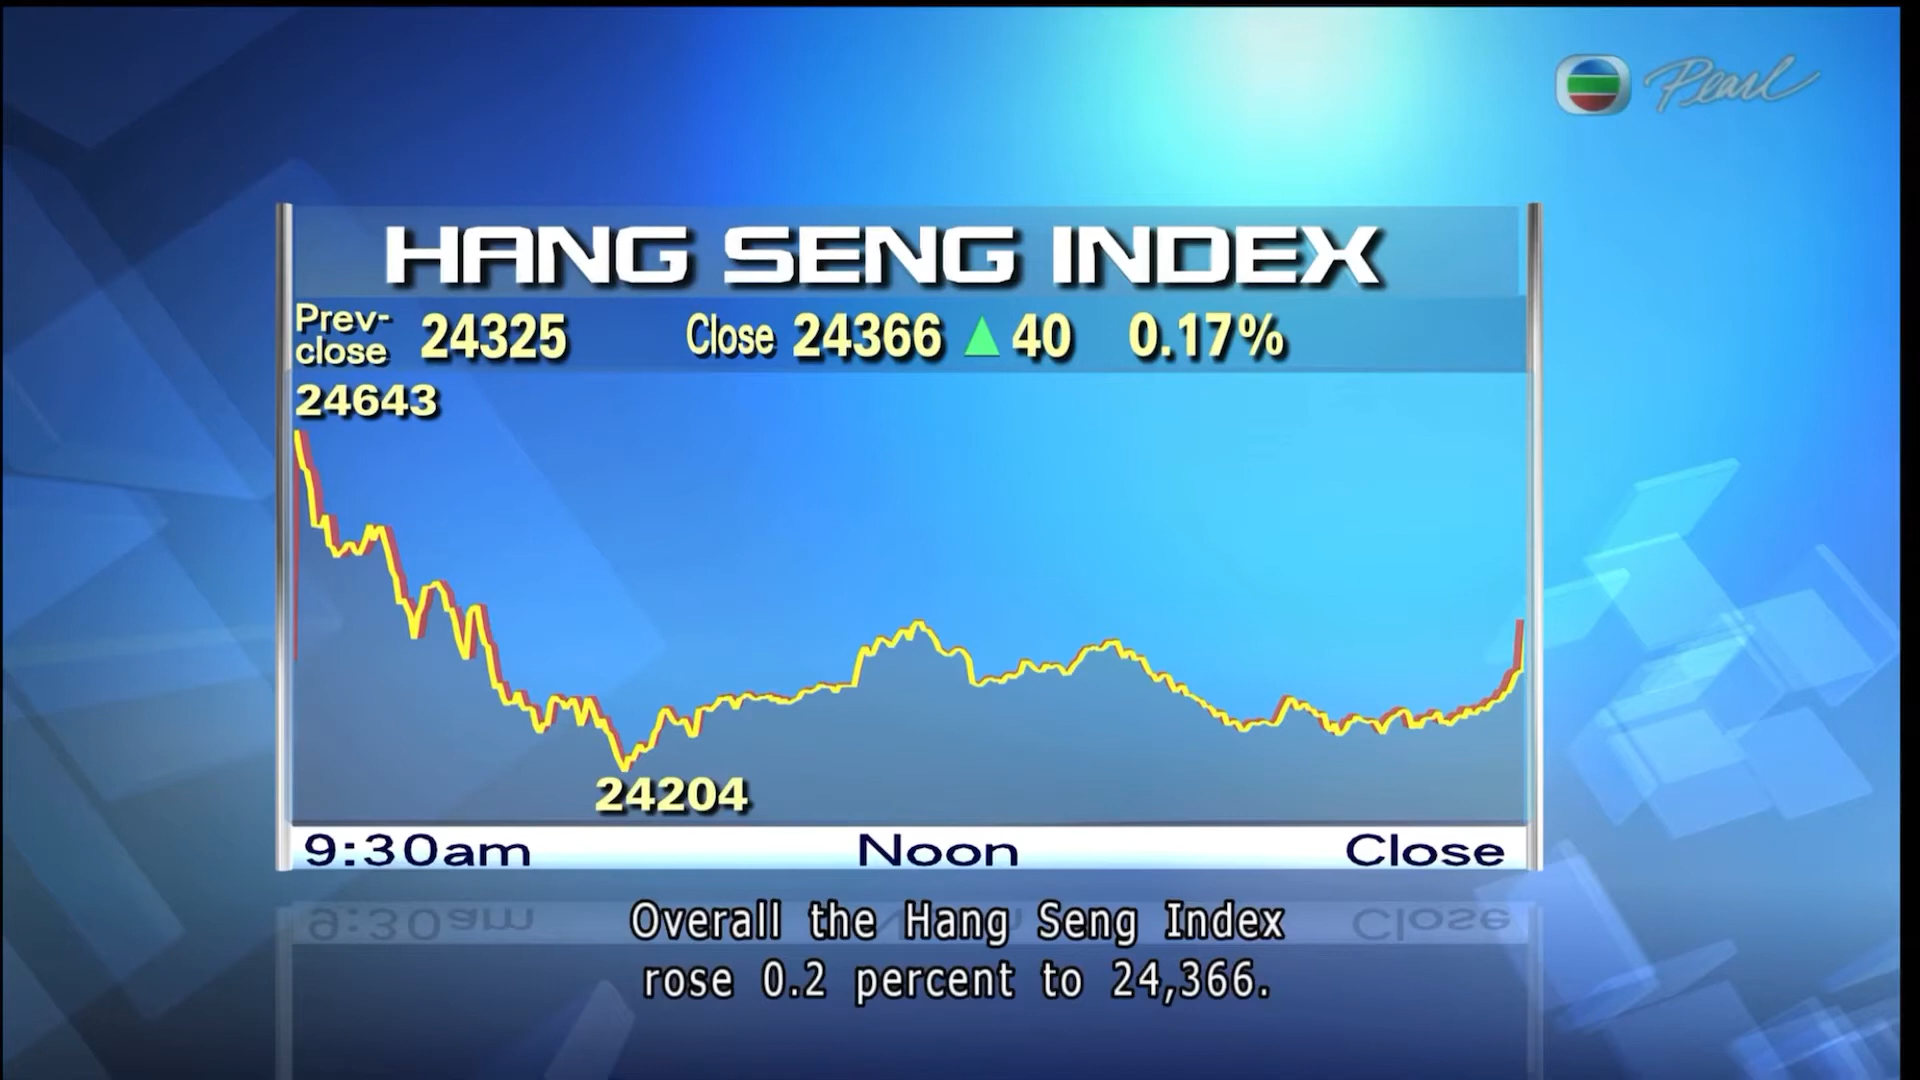 Pearl
HANG SENG INDEX
Prev-
close 24325 Close 24366 ▲ 40 0.17%
24643
24204
9:30am Noon Close
Overall the Hang Seng Index
rose 0.2 percent to 24,366.